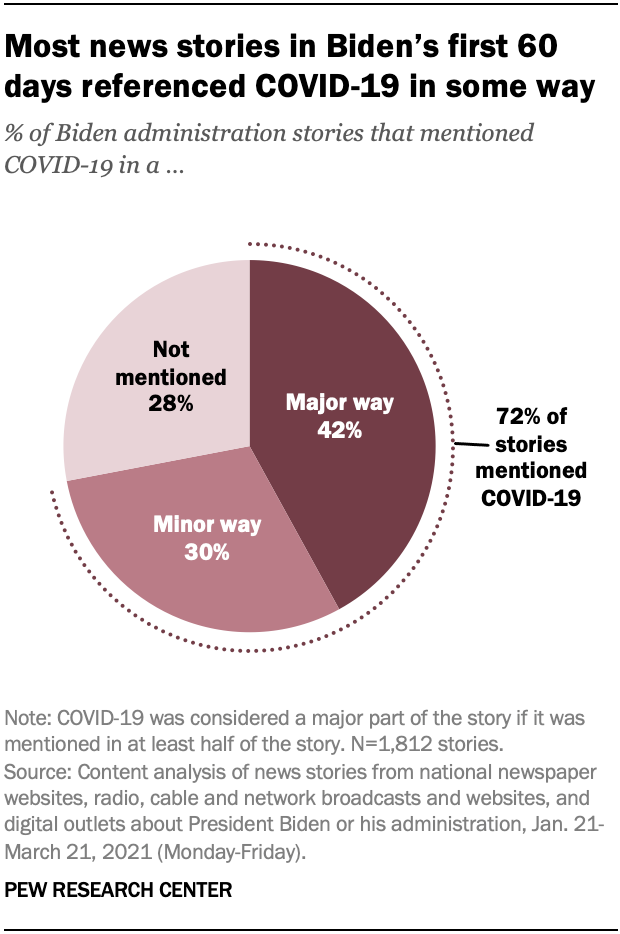 Most news stories in Biden’s first 60
days referenced COVID-19 in some way
% of Biden administration stories that mentioned
COVID-19 in a ...
Not
mentioned
28%
Major way
42%
72% of
stories
mentioned
COVID-19
Minor way
30%
Note: COVID-19 was considered a major part of the story if it was
mentioned in at least half of the story. N=1,812 stories.
Source: Content analysis of news stories from national newspaper
websites, radio, cable and network broadcasts and websites, and
digital outlets about President Biden or his administration, Jan. 21-
March 21, 2021 (Monday-Friday).
PEW RESEARCH CENTER